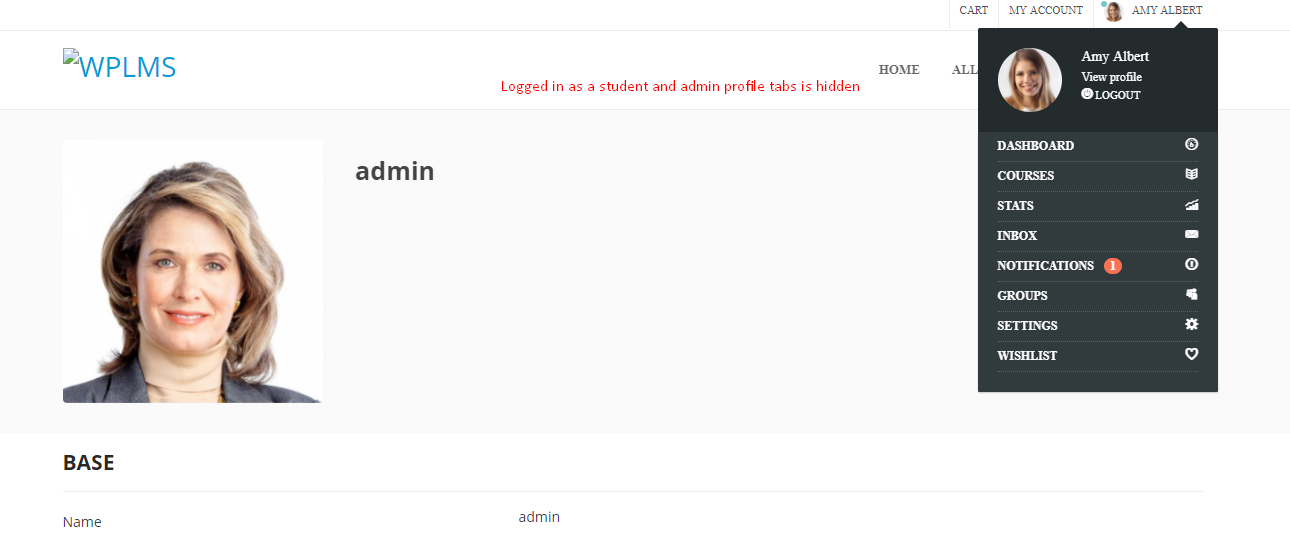 CART MY ACCOUNT AMY ALBERT
WPLMS
HOME ALL
Logged in as a student and admin profile tabs is hidden
Amy Albert
View profile
LOGOUT
DASHBOARD
COURSES
STATS
INBOX
NOTIFICATIONS 1
GROUPS
SETTINGS
WISHLIST
admin
BASE
Name admin